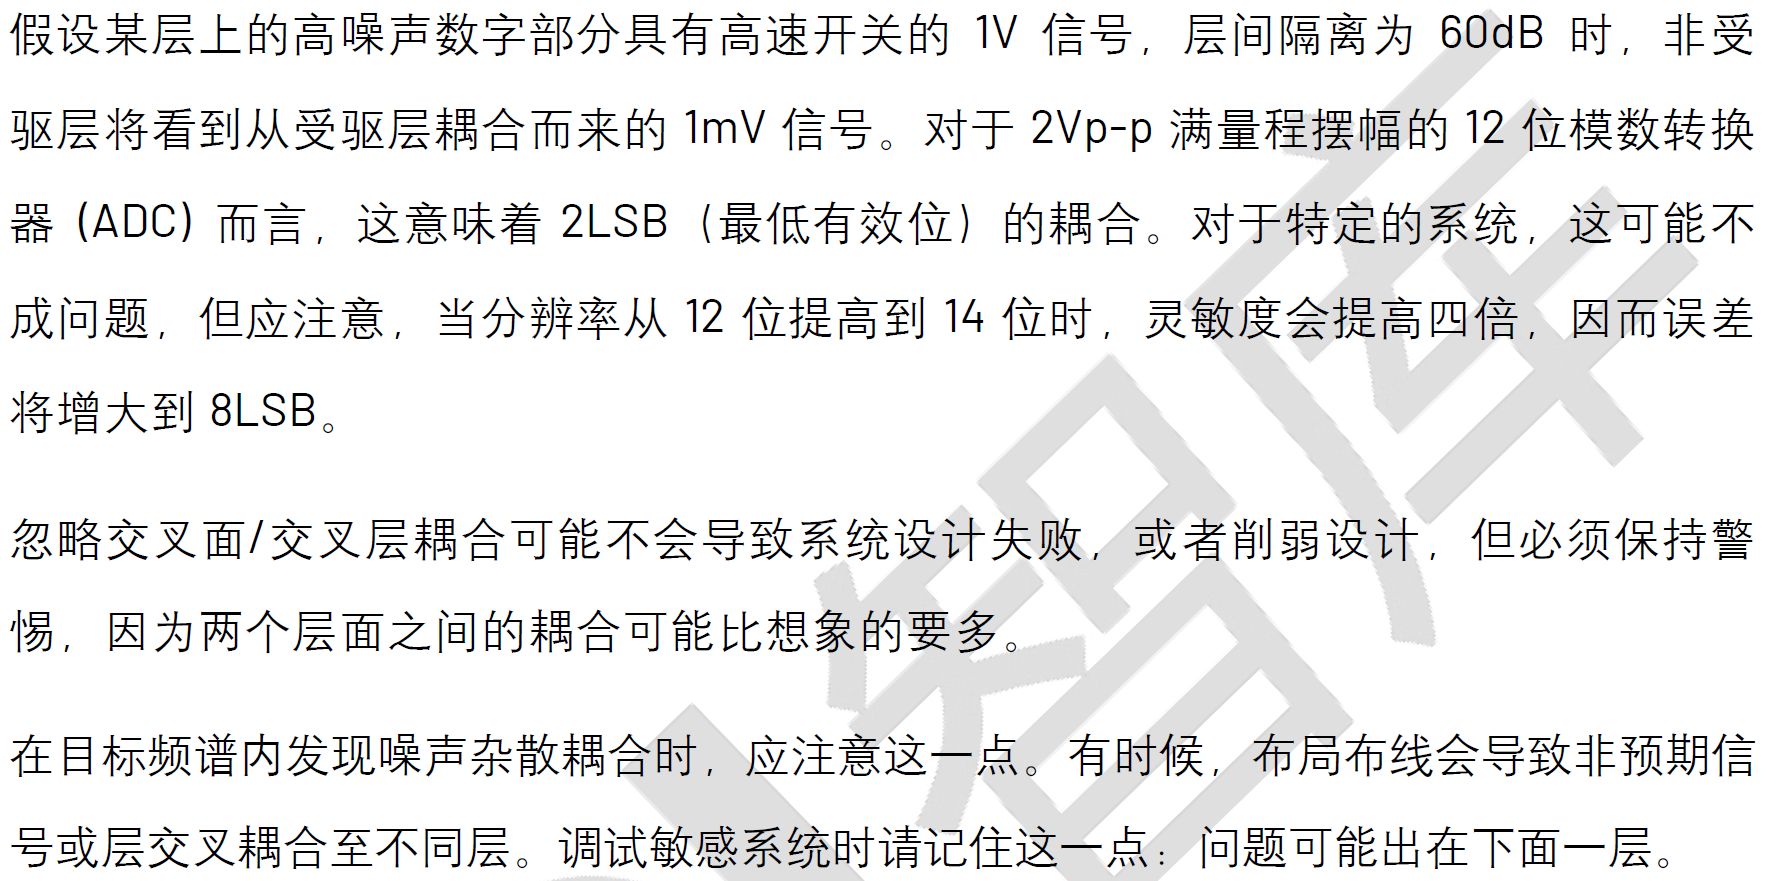 假设某层上的高噪声数字部分具有高速开关的 1V 信号，层间隔离为 60dB 时，非受
驱层将看到从受驱层耦合而来的 1mV 信号。对于 2Vp-p 满量程摆幅的 12 位模数转换
器 (ADC) 而言，这意味着 2LSB（最低有效位）的耦合。对于特定的系统，这可能不
成问题，但应注意，当分辨率从 12 位提高到 14 位时，灵敏度会提高四倍，因而误差
将增大到 8LSB。
忽略交叉面/交叉层耦合可能不会导致系统设计失败，或者削弱设计，但必须保持警
惕，因为两个层面之间的耦合可能比想象的要多。
在目标频谱内发现噪声杂散耦合时，应注意这一点。有时候，布局布线会导致非预期信
号或层交叉耦合至不同层。调试敏感系统时请记住这一点：问题可能出在下面一层。
智库